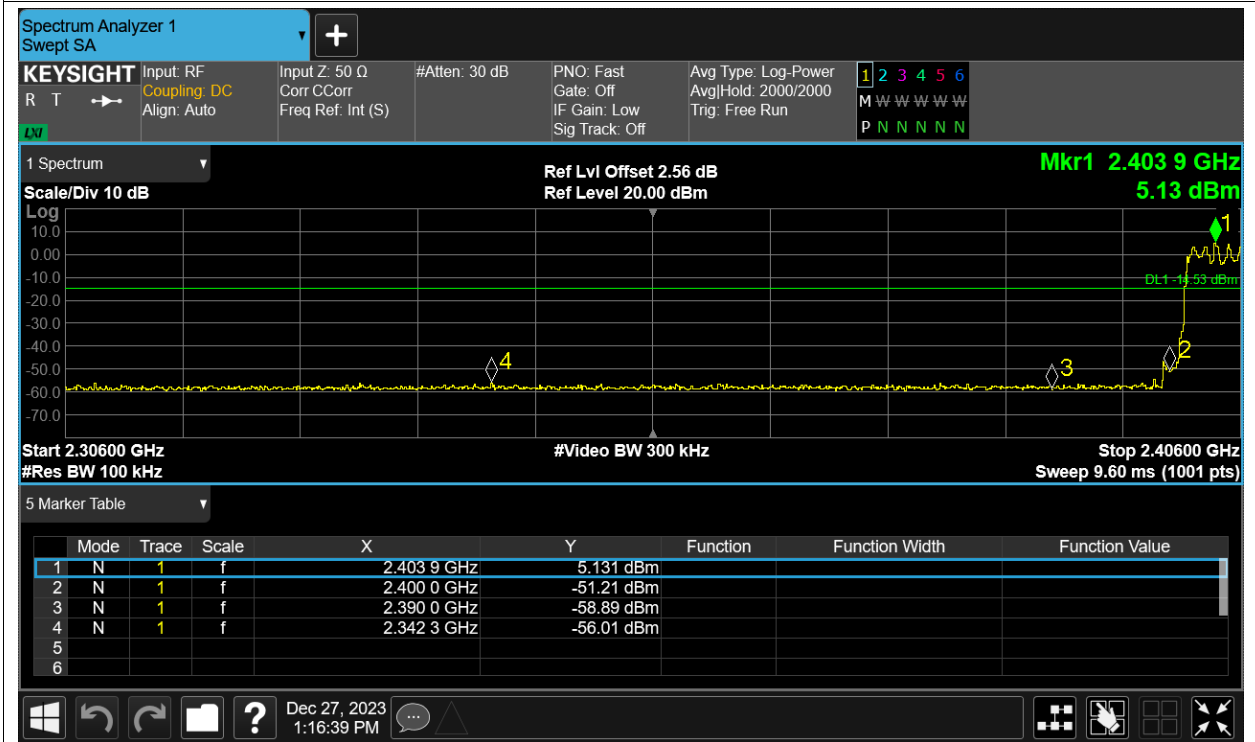 Spectrum Analyzer 1
Swept SA
KEYSIGHT
R T
LXI
Input: RF
Coupling: DC
Align: Auto
Input Z: 50 Ω
Corr CCorr
Freq Ref: Int (S)
#Atten: 30 dB
PNO: Fast
Gate: Off
IF Gain: Low
Sig Track: Off
Avg Type: Log-Power
Avg|Hold: 2000/2000
Trig: Free Run
1 2 3 4 5 6
M W W W W W
P N N N N N
1 Spectrum
Scale/Div 10 dB
Ref Lvl Offset 2.56 dB
Ref Level 20.00 dBm
Mkr1 2.403 9 GHz
5.13 dBm
Log
10.0
0.00
-10.0
-20.0
-30.0
-40.0
-50.0
-60.0
-70.0
1
DL1 -14.53 dBm
2
3
4
Start 2.30600 GHz
#Res BW 100 kHz
#Video BW 300 kHz
Stop 2.40600 GHz
Sweep 9.60 ms (1001 pts)
5 Marker Table
Mode Trace Scale X Y Function Function Width Function Value
1 N 1 f 2.403 9 GHz 5.131 dBm
2 N 1 f 2.400 0 GHz -51.21 dBm
3 N 1 f 2.390 0 GHz -58.89 dBm
4 N 1 f 2.342 3 GHz -56.01 dBm
5
6
?
Dec 27, 2023
1:16:39 PM